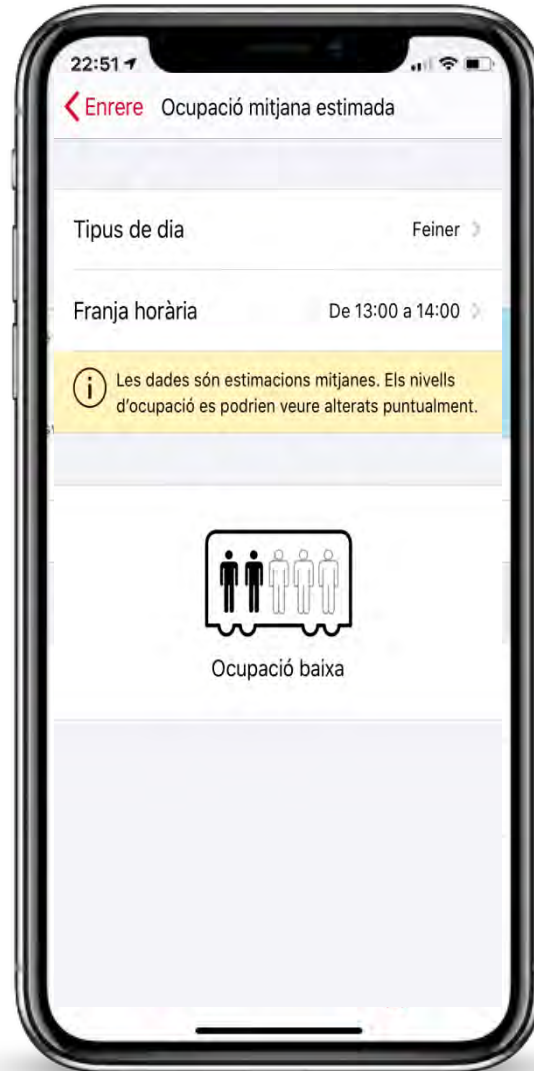 22:51
Enrere Ocupació mitjana estimada
Tipus de dia Feiner
Franja horària De 13:00 a 14:00
Les dades són estimacions mitjanes. Els nivells
d'ocupació es podrien veure alterats puntualment.
Ocupació baixa